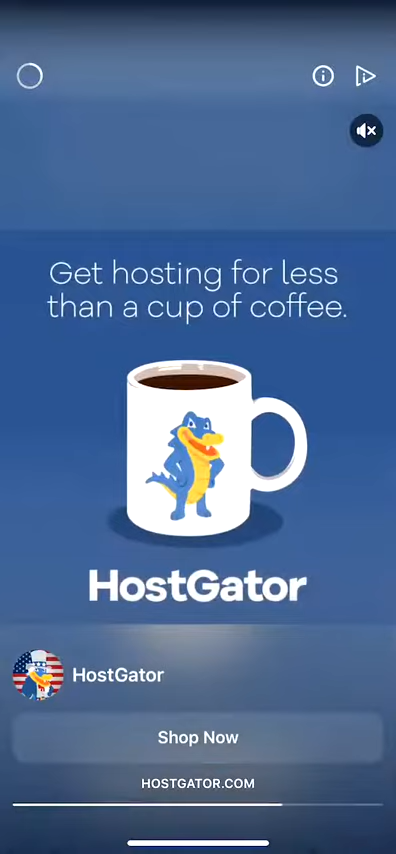 Get hosting for less
than a cup of coffee.
HostGator
HostGator
Shop Now
HOSTGATOR.COM